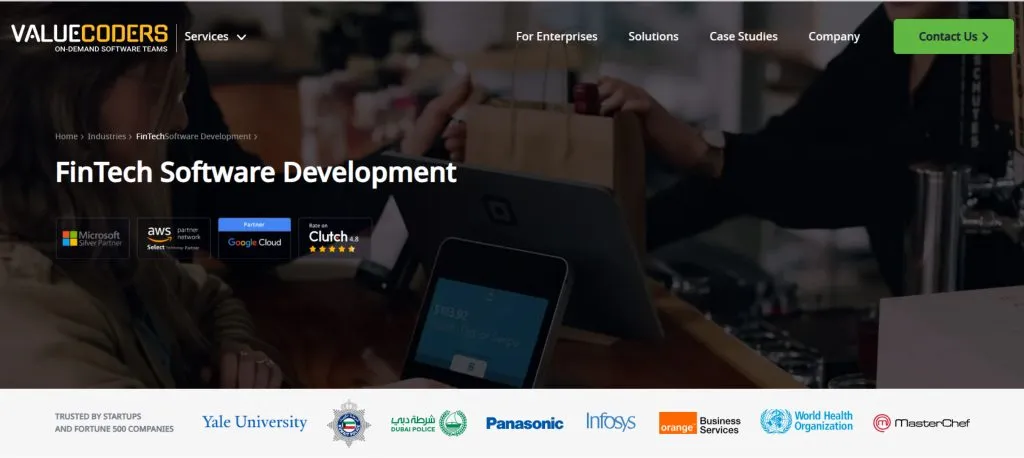 VALUECODERS
ON-DEMAND SOFTWARE TEAMS
Services
For Enterprises
Solutions
Case Studies
Company
Contact Us
Home > Industries > FinTechSoftware Development >
FinTech Software Development
Microsoft
Silver Partner
aws partner
network
Select
Partner
Google Cloud
Rate on
Clutch 4.8
$103.92
TRUSTED BY STARTUPS
AND FORTUNE 500 COMPANIES
Yale University
شرطة دبي
DUBAI POLICE
Panasonic
Infosys
orange™
Business
Services
World Health
Organization
MasterChef